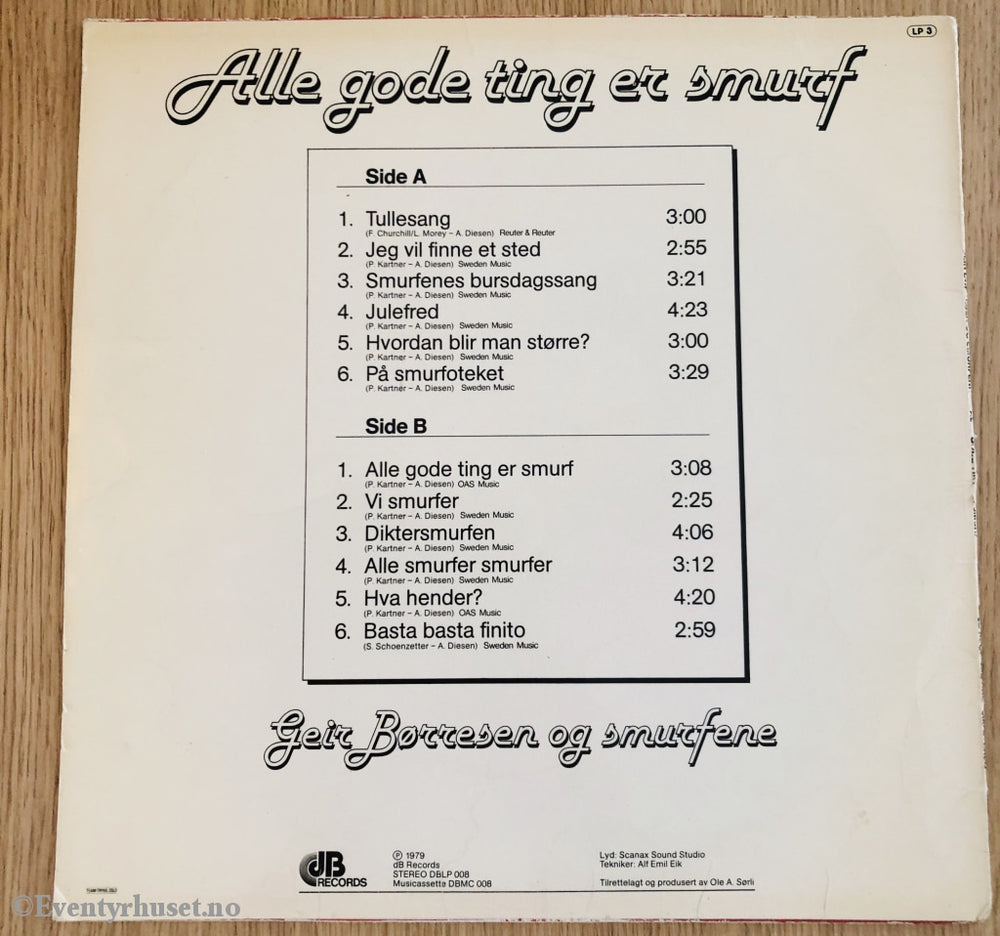 LP 3
Alle gode ting er smurf
Side A
1. Tullesang 3:00
(F. Churchill/L. Morey – A. Diesen) Reuter & Reuter
2. Jeg vil finne et sted 2:55
(P. Kartner – A. Diesen) Sweden Music
3. Smurfenes bursdagssang 3:21
(P. Kartner – A. Diesen) Sweden Music
4. Julefred 4:23
(P. Kartner – A. Diesen) Sweden Music
5. Hvordan blir man større? 3:00
(P. Kartner – A. Diesen) Sweden Music
6. På smurfoteket 3:29
(P. Kartner – A. Diesen) Sweden Music
Side B
1. Alle gode ting er smurf 3:08
(P. Kartner – A. Diesen) OAS Music
2. Vi smurfer 2:25
(P. Kartner – A. Diesen) Sweden Music
3. Diktersmurfen 4:06
(P. Kartner – A. Diesen) Sweden Music
4. Alle smurfer smurfer 3:12
(P. Kartner – A. Diesen) Sweden Music
5. Hva hender? 4:20
(P. Kartner – A. Diesen) OAS Music
6. Basta basta finito 2:59
(S. Schoenzetter – A. Diesen) Sweden Music
Geir Børresen og smurfene
dB RECORDS
℗ 1979
dB Records
STEREO DBLP 008
Musicassette DBMC 008
Lyd: Scanax Sound Studio
Tekniker: Alf Emil Eik
Tilrettelagt og produsert av Ole A. Sørli
©Eventyrhuset.no